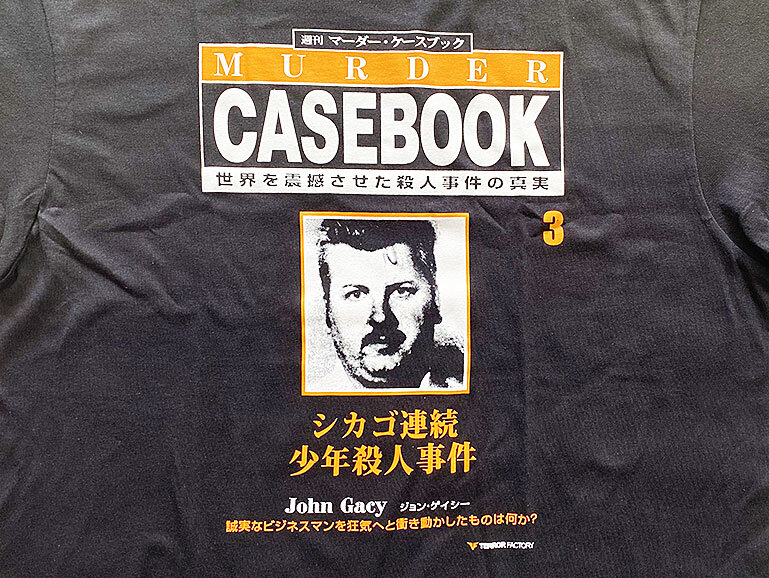 週刊 マーダー・ケースブック
MURDER
CASEBOOK
世界を震撼させた殺人事件の真実
3
シカゴ連続
少年殺人事件
John Gacy ジョン・ゲイシー
誠実なビジネスマンを狂気へと衝き動かしたものは何か?
TERROR FACTORY